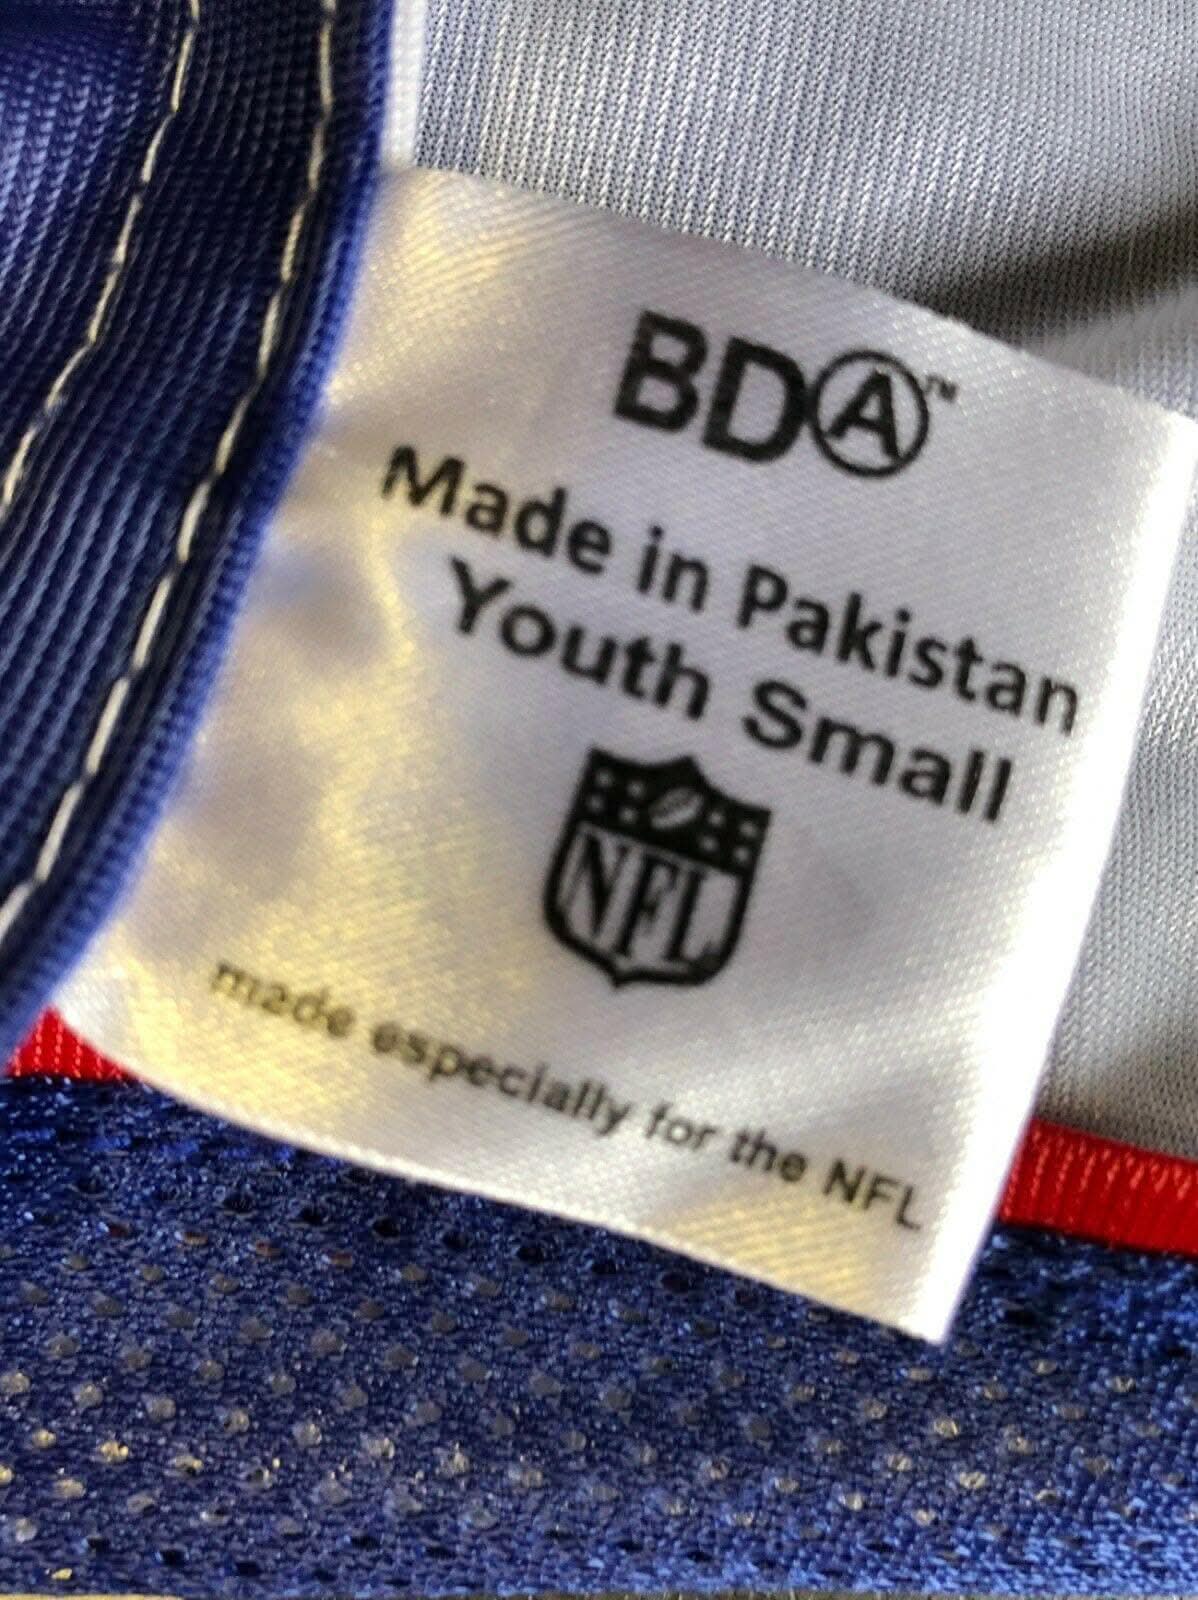 BDA™
Made in Pakistan
Youth Small
NFL
made especially for the NFL